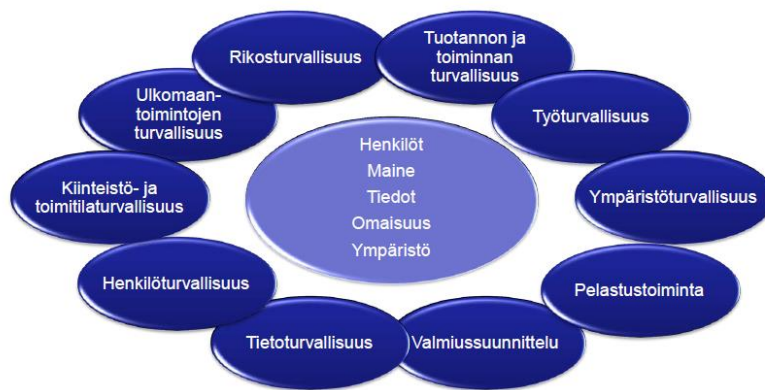 Rikosturvallisuus
Tuotannon ja
toiminnan
turvallisuus
Ulkomaan-
toimintojen
turvallisuus
Työturvallisuus
Henkilöt
Maine
Tiedot
Omaisuus
Ympäristö
Kiinteistö- ja
toimitilaturvallisuus
Ympäristöturvallisuus
Henkilöturvallisuus
Pelastustoiminta
Tietoturvallisuus
Valmiussuunnittelu